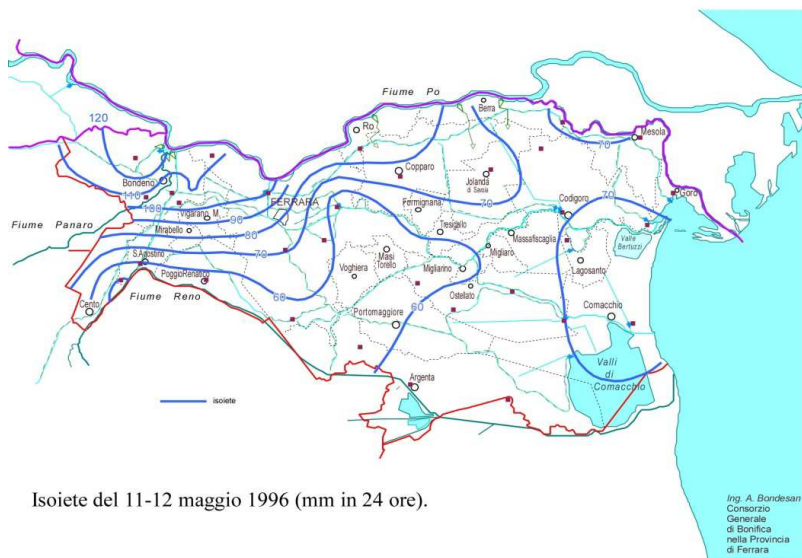 Fiume Po
120
Berra
Ro
70
Mesola
Bondeno
Copparo
Jolanda
di Savoia
110
100
Vigarano M.
90
FERRARA
Formignana
70
Codigoro
Goro
Fiume Panaro
Mirabello
80
Tresigallo
Massafiscaglia
70
Valle
Bertuzzi
S.Agostino
70
Masi
Torello
Migliaro
Voghiera
Migliarino
Lagosanto
PoggioRenatico
60
Ostellato
60
Cento
Fiume Reno
Portomaggiore
Comacchio
Valli
di
Comacchio
Argenta
isoiete
Isoiete del 11-12 maggio 1996 (mm in 24 ore).
Ing. A. Bondesan
Consorzio
Generale
di Bonifica
nella Provincia
di Ferrara